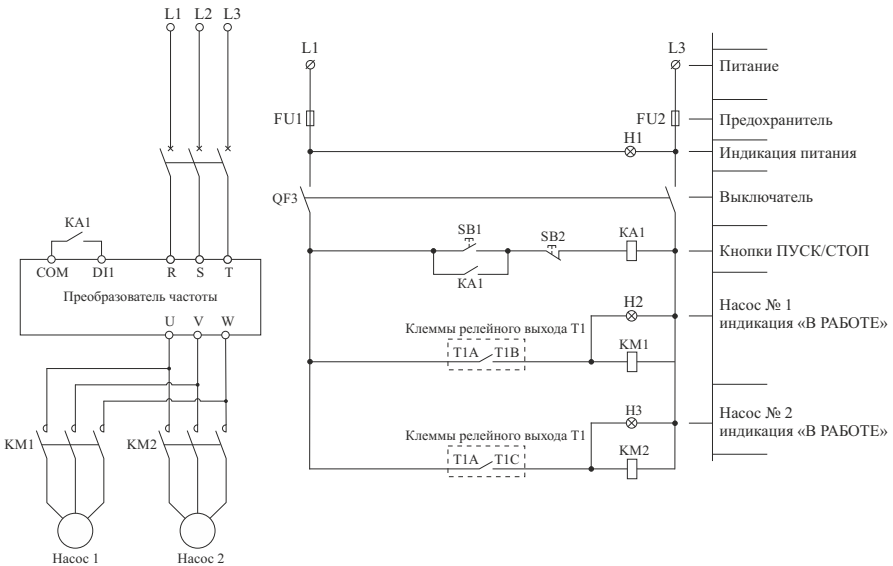 L1 L2 L3
KA1
COM DI1 R S T
Преобразователь частоты
U V W
KM1 KM2
Насос 1 Насос 2
L1 L3
Питание
FU1 FU2
Предохранитель
H1
Индикация питания
QF3
Выключатель
SB1 SB2 KA1
Кнопки ПУСК/СТОП
KA1
H2
Насос № 1
индикация «В РАБОТЕ»
Клеммы релейного выхода T1
T1A T1B KM1
H3
Насос № 2
индикация «В РАБОТЕ»
Клеммы релейного выхода T1
T1A T1C KM2